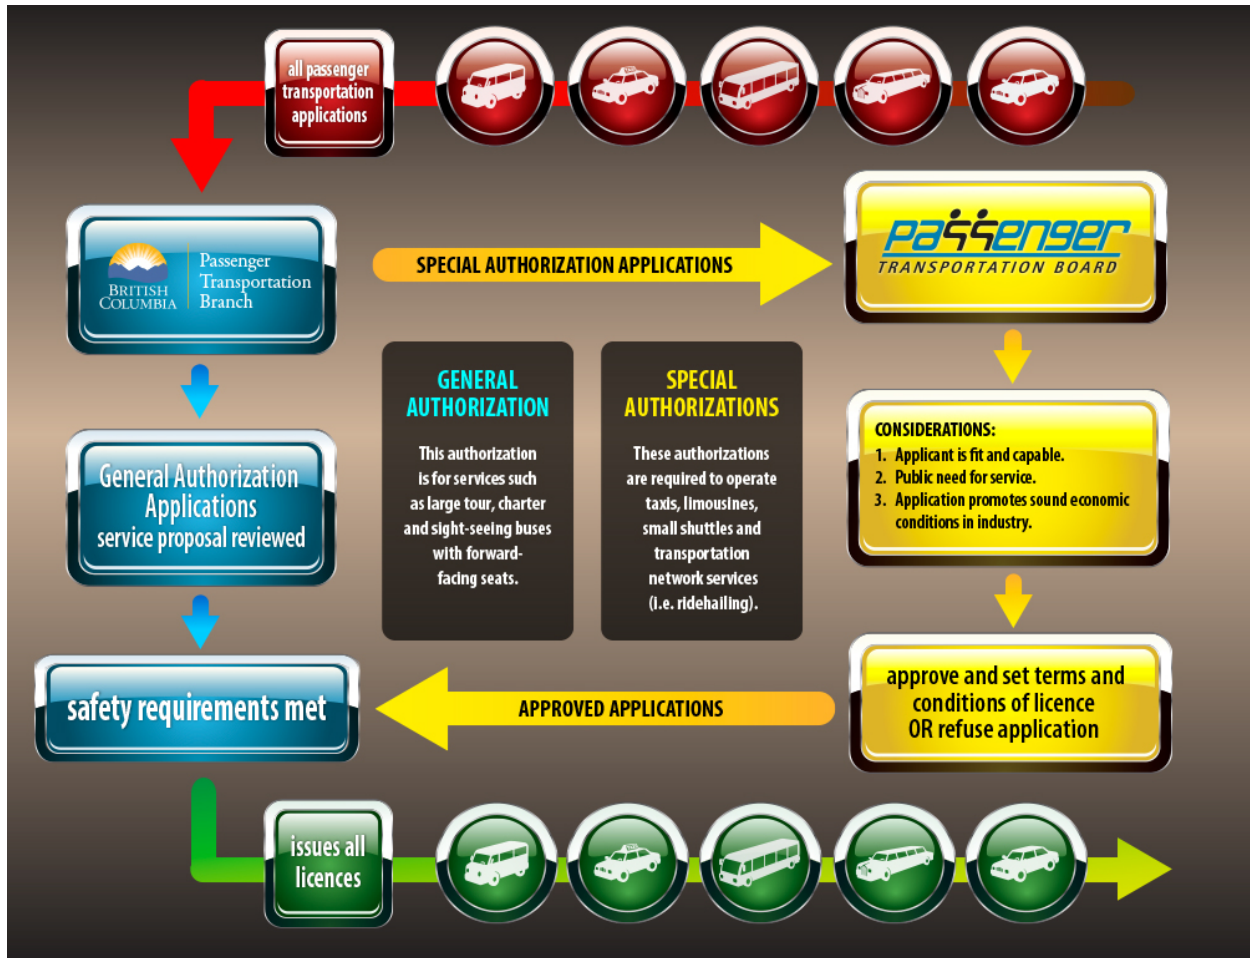 all passenger
transportation
applications
BRITISH
COLUMBIA
Passenger
Transportation
Branch
SPECIAL AUTHORIZATION APPLICATIONS
Passenger
TRANSPORTATION BOARD
GENERAL
AUTHORIZATION
This authorization
is for services such
as large tour, charter
and sight-seeing buses
with forward-
facing seats.
SPECIAL
AUTHORIZATIONS
These authorizations
are required to operate
taxis, limousines,
small shuttles and
transportation
network services
(i.e. ridehailing).
CONSIDERATIONS:
1. Applicant is fit and capable.
2. Public need for service.
3. Application promotes sound economic
conditions in industry.
General Authorization
Applications
service proposal reviewed
safety requirements met
APPROVED APPLICATIONS
approve and set terms and
conditions of licence
OR refuse application
issues all
licences